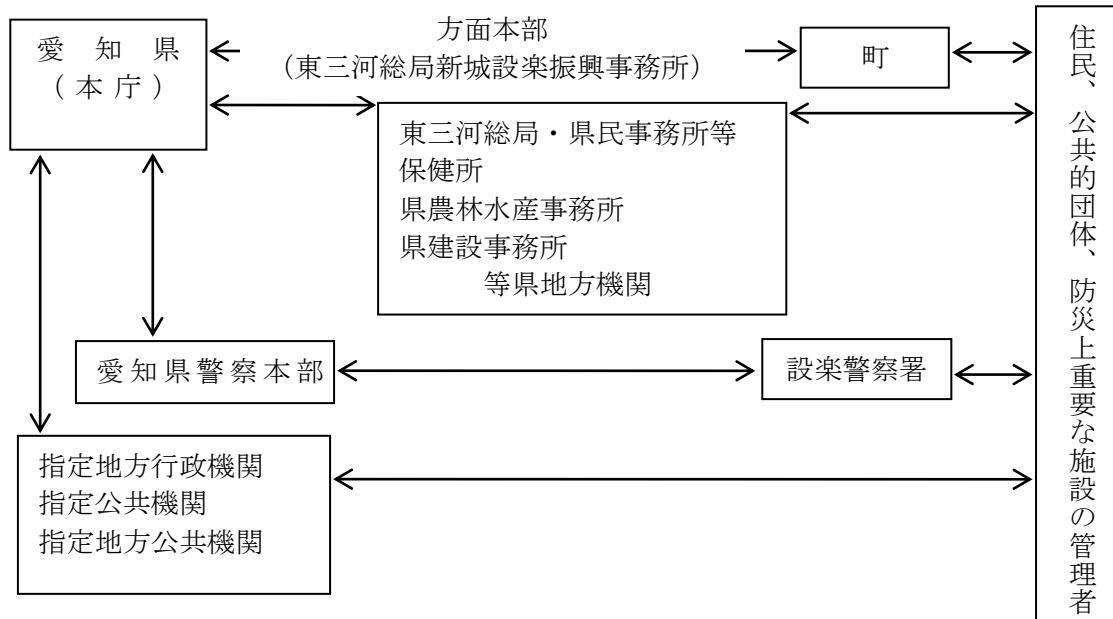 愛知県
（本庁）
方面本部
（東三河総局新城設楽振興事務所）
町
東三河総局・県民事務所等
保健所
県農林水産事務所
県建設事務所
等県地方機関
愛知県警察本部
設楽警察署
指定地方行政機関
指定公共機関
指定地方公共機関
住民、公共的団体、防災上重要な施設の管理者